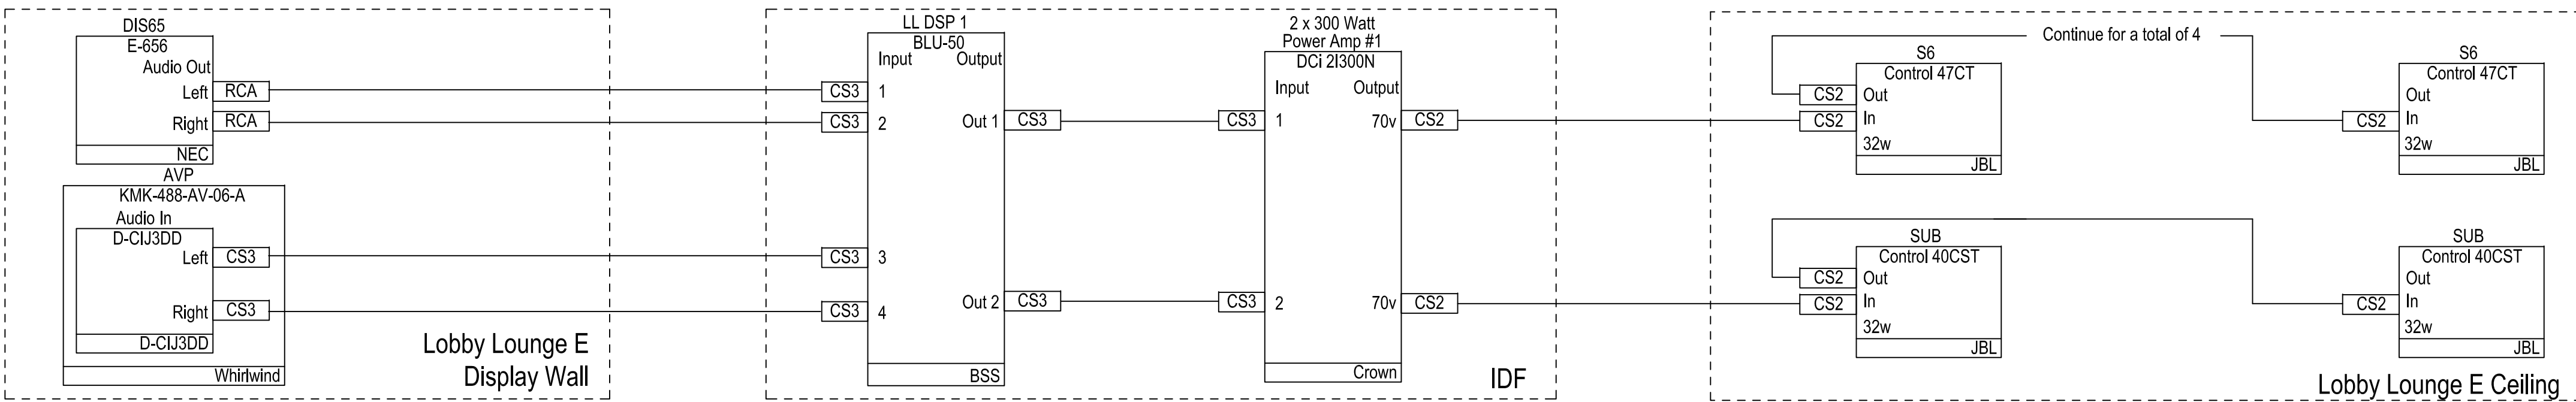 DIS65
E-656
Audio Out
Left RCA
Right RCA
NEC
AVP
KMK-488-AV-06-A
Audio In
D-CIJ3DD
Left CS3
Right CS3
D-CIJ3DD
Whirlwind
Lobby Lounge E
Display Wall
LL DSP 1
BLU-50
Input Output
CS3 1
CS3 2
Out 1 CS3
CS3 3
Out 2 CS3
CS3 4
BSS
2 x 300 Watt
Power Amp #1
DCi 2I300N
Input Output
CS3 1 70v CS2
CS3 2 70v CS2
Crown
IDF
Continue for a total of 4
S6
Control 47CT
CS2 Out
CS2 In
32w
JBL
S6
Control 47CT
Out
CS2 In
32w
JBL
SUB
Control 40CST
CS2 Out
CS2 In
32w
JBL
SUB
Control 40CST
Out
CS2 In
32w
JBL
Lobby Lounge E Ceiling